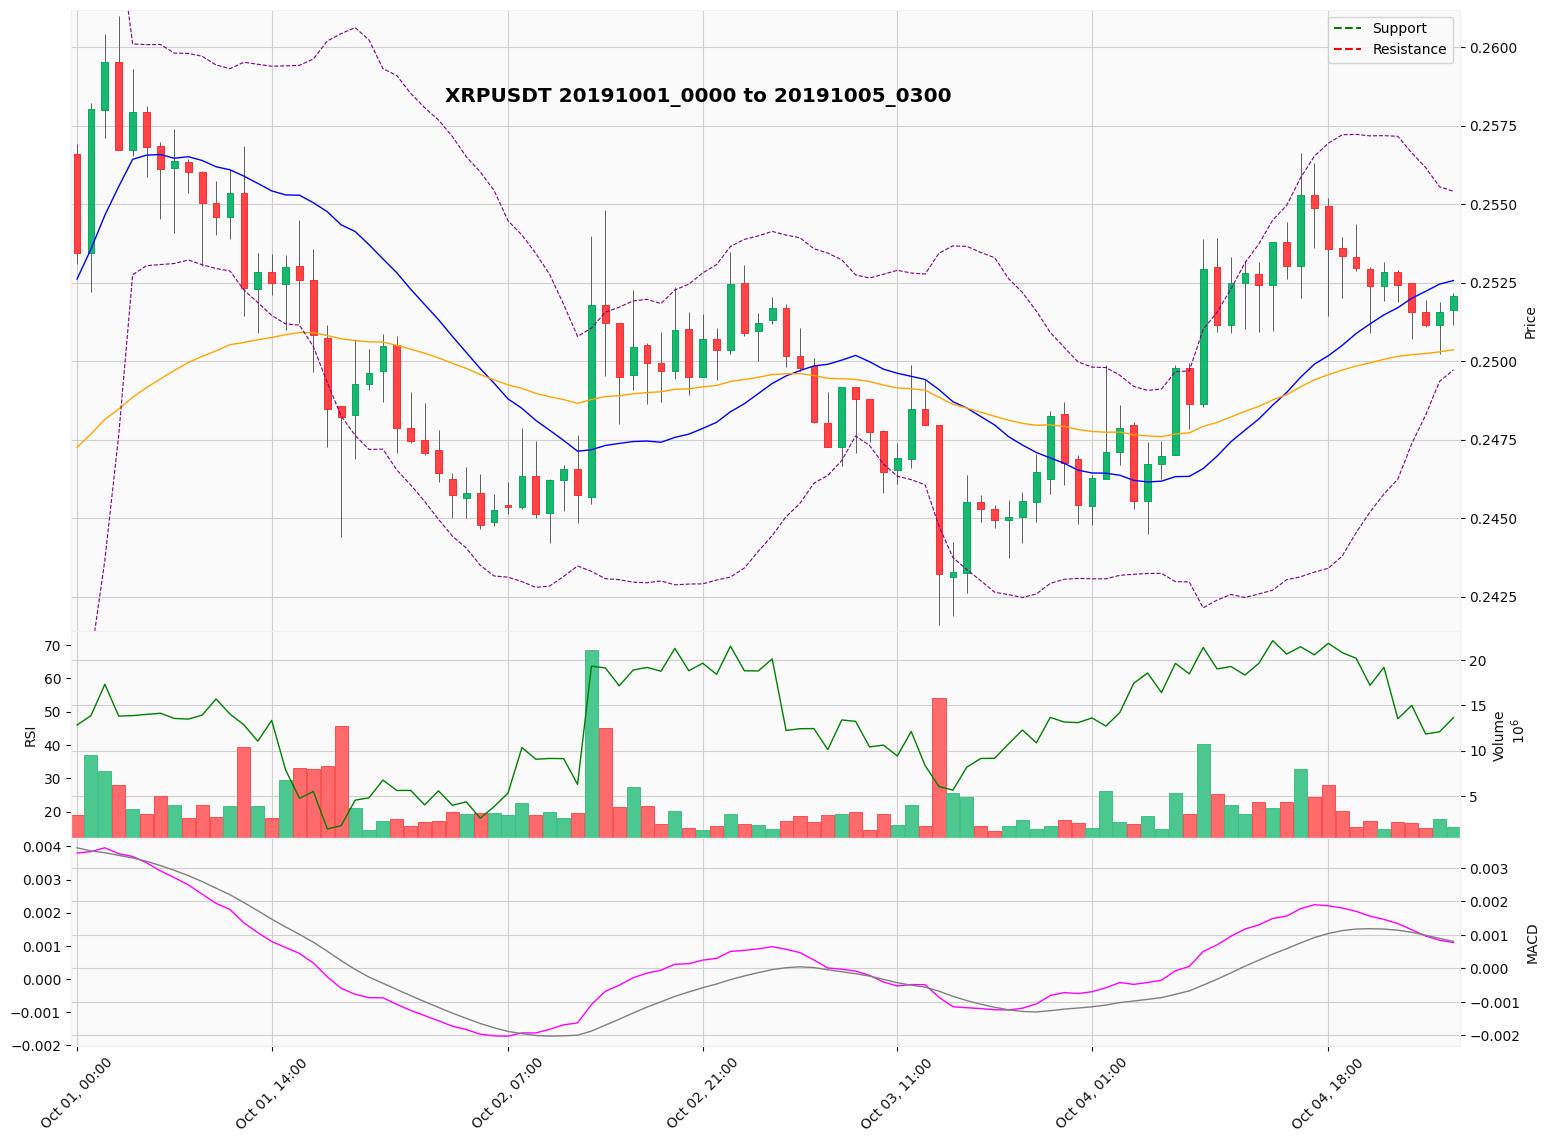 XRPUSDT 20191001_0000 to 20191005_0300
Support
Resistance
0.2600
0.2575
0.2550
0.2525
0.2500
0.2475
0.2450
0.2425
Price
70
60
50
40
30
20
RSI
20
15
10
5
Volume
10⁶
0.004
0.003
0.002
0.001
0.000
−0.001
−0.002
0.003
0.002
0.001
0.000
−0.001
−0.002
MACD
Oct 01, 00:00
Oct 01, 14:00
Oct 02, 07:00
Oct 02, 21:00
Oct 03, 11:00
Oct 04, 01:00
Oct 04, 18:00